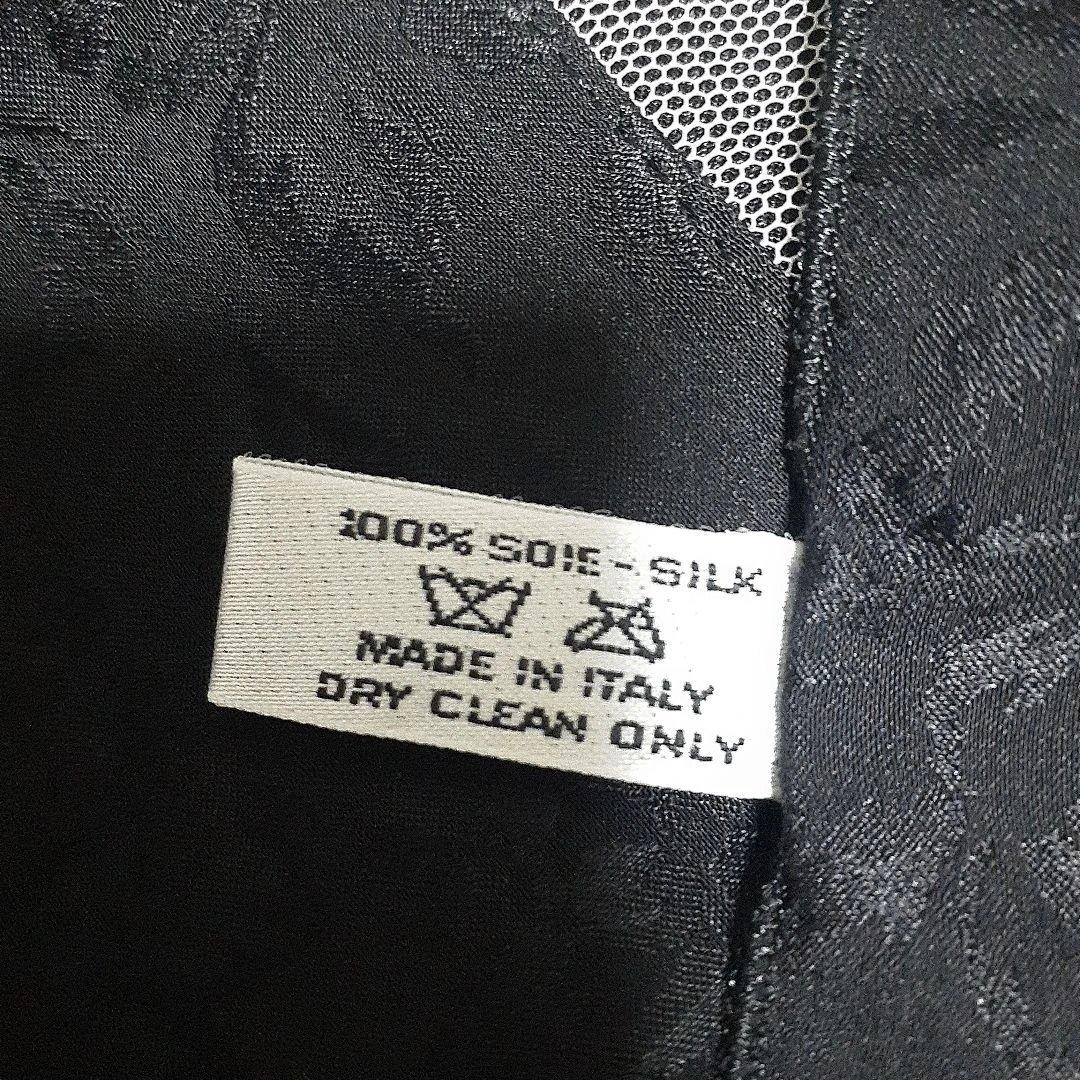 100% SOIE - SILK
MADE IN ITALY
DRY CLEAN ONLY